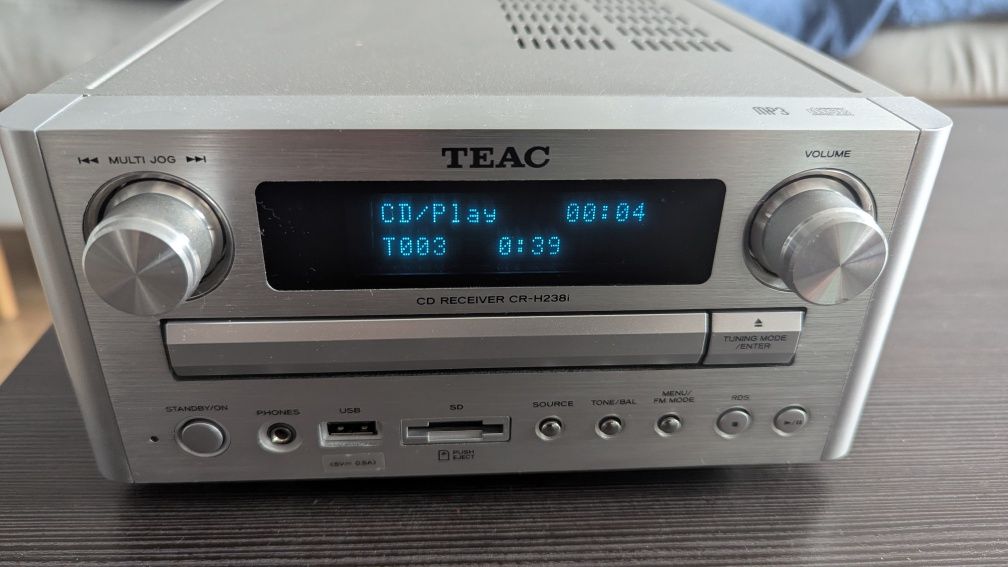 MP3
⏮ MULTI JOG ⏭
TEAC
VOLUME
CD/Play 00:04
T003 0:39
CD RECEIVER CR-H238i
TUNING MODE
/ENTER
STANDBY/ON
PHONES
USB
SD
SOURCE
TONE/BAL
MENU/
FM MODE
RDS
PUSH
EJECT
(5V⎓ 0.5A)